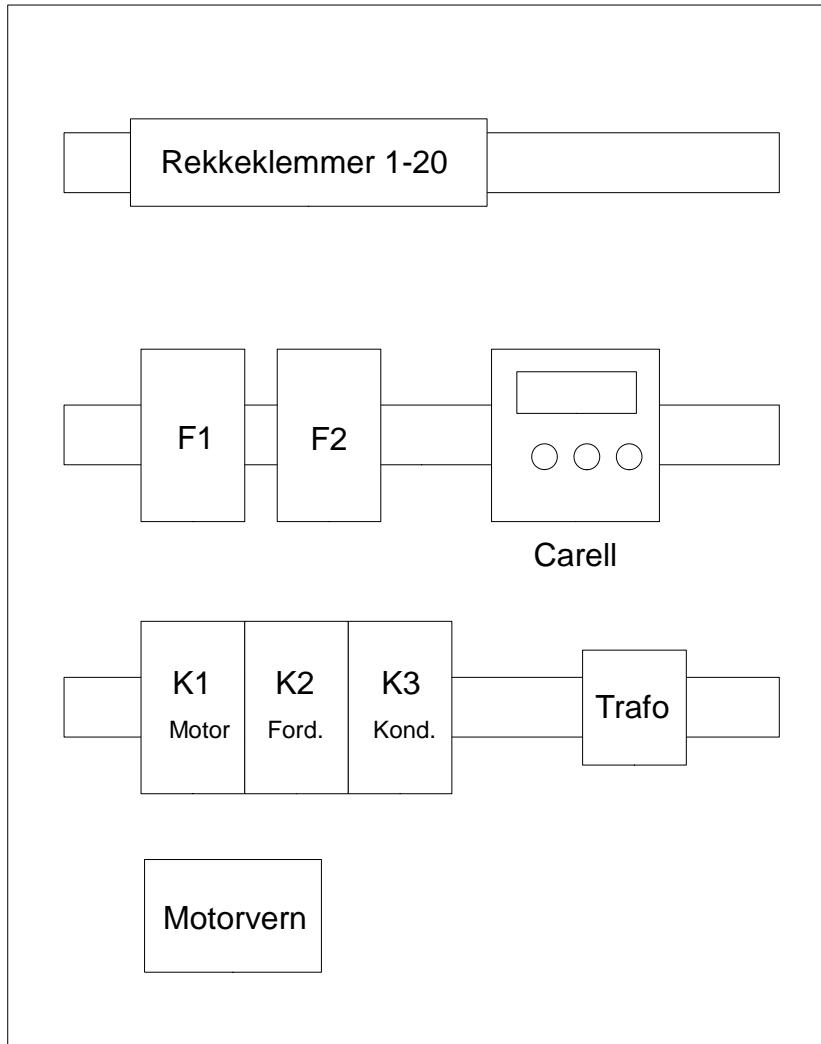 Rekkeklemmer 1-20
F1
F2
Carell
K1
Motor
K2
Ford.
K3
Kond.
Trafo
Motorvern